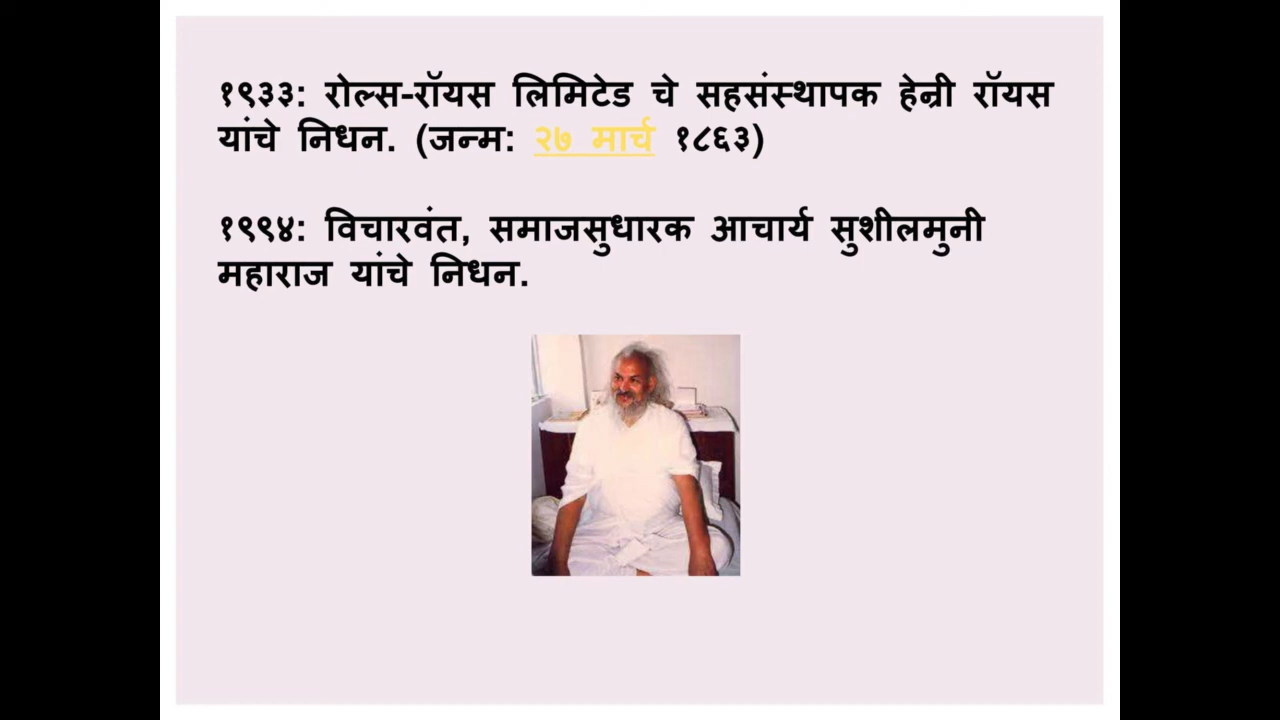 १९३३: रोल्स-रॉयस लिमिटेड चे सहसंस्थापक हेन्री रॉयस
यांचे निधन. (जन्म: २७ मार्च १८६३)
१९९४: विचारवंत, समाजसुधारक आचार्य सुशीलमुनी
महाराज यांचे निधन.